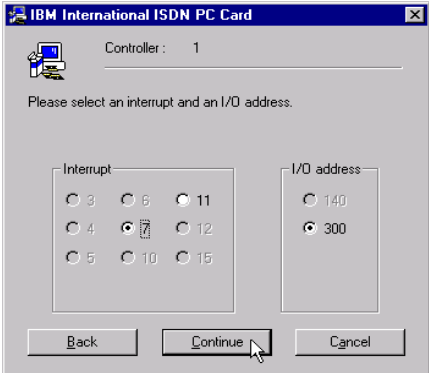 IBM International ISDN PC Card
Controller : 1
Please select an interrupt and an I/O address.
Interrupt I/O address
3 6 11 140
4 7 12 300
5 10 15
Back Continue Cancel